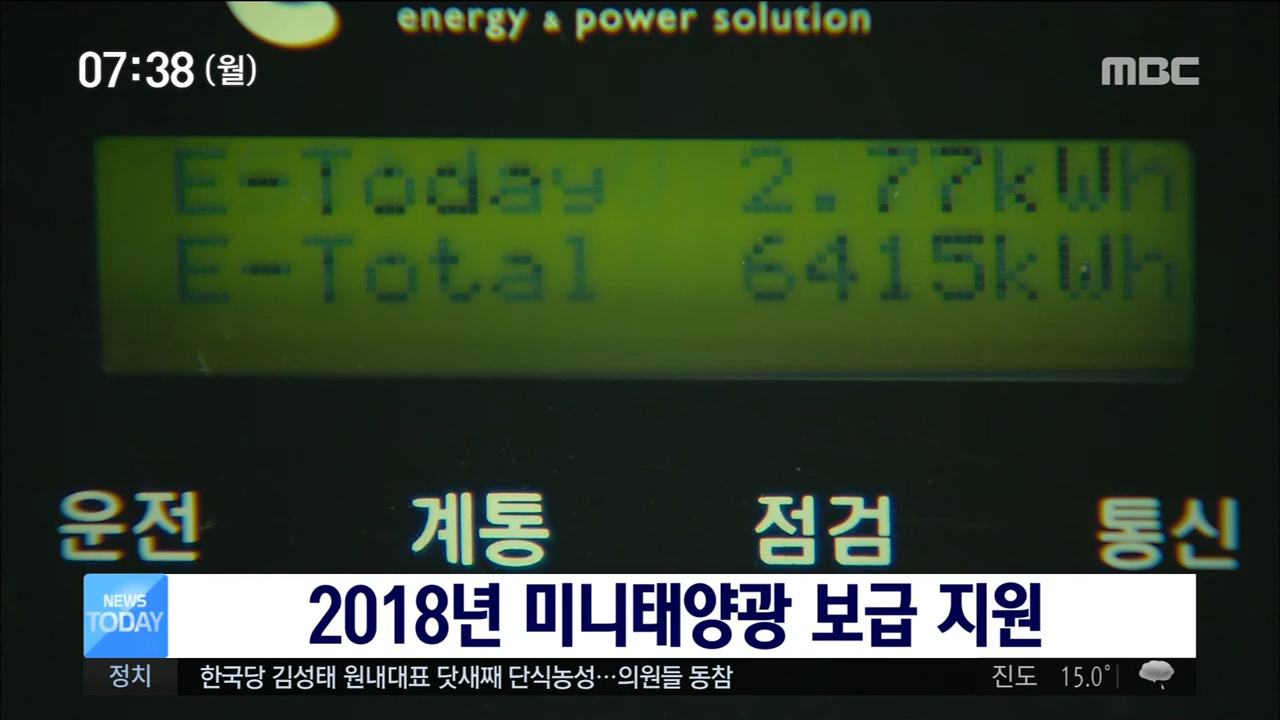 energy & power solution
07:38 (월)
MBC
E-Today 2.77kWh
E-Total 6415kWh
운전 계통 점검 통신
NEWS TODAY
2018년 미니태양광 보급 지원
정치 한국당 김성태 원내대표 닷새째 단식농성…의원들 동참 진도 15.0°